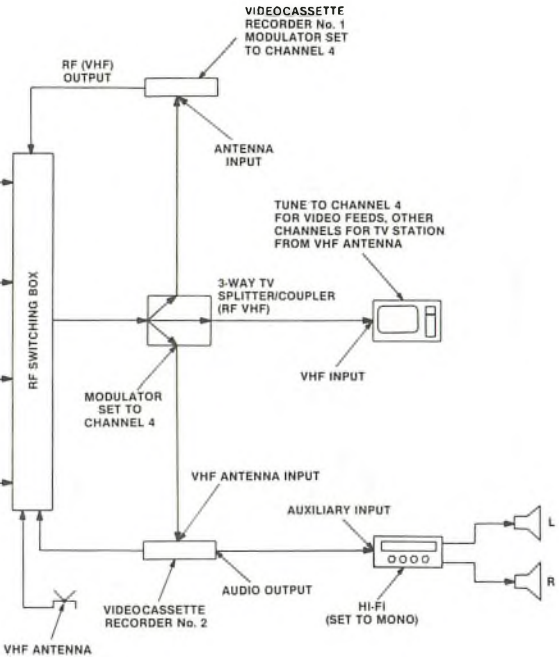 VIDEOCASSETTE
RECORDER No. 1
MODULATOR SET
TO CHANNEL 4
RF (VHF)
OUTPUT
ANTENNA
INPUT
TUNE TO CHANNEL 4
FOR VIDEO FEEDS, OTHER
CHANNELS FOR TV STATION
FROM VHF ANTENNA
3-WAY TV
SPLITTER/COUPLER
(RF VHF)
RF SWITCHING BOX
VHF INPUT
MODULATOR
SET TO
CHANNEL 4
VHF ANTENNA INPUT
AUXILIARY INPUT
L
AUDIO OUTPUT
R
HI-FI
(SET TO MONO)
VIDEOCASSETTE
RECORDER No. 2
VHF ANTENNA